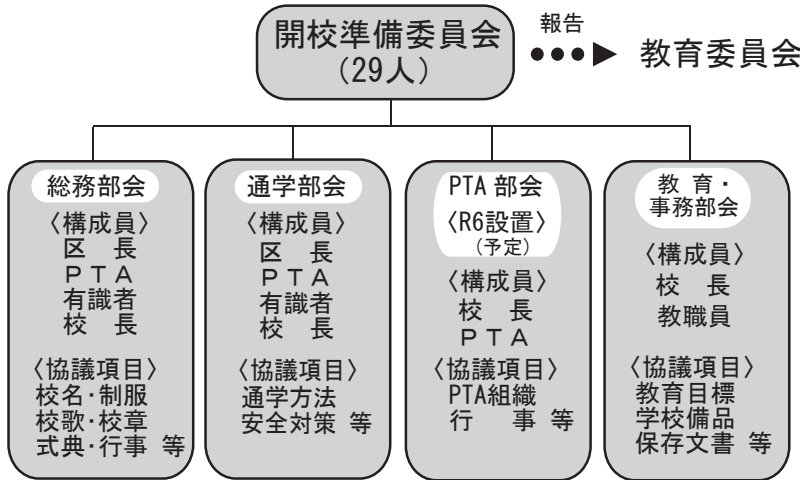 開校準備委員会
(29人)
報告
●●●▶ 教育委員会
総務部会
〈構成員〉
区　長
ＰＴＡ
有識者
校　長
〈協議項目〉
校名・制服
校歌・校章
式典・行事 等
通学部会
〈構成員〉
区　長
ＰＴＡ
有識者
校　長
〈協議項目〉
通学方法
安全対策 等
PTA 部会
〈R6設置〉
(予定)
〈構成員〉
校　長
ＰＴＡ
〈協議項目〉
PTA組織
行　　事 等
教 育・
事務部会
〈構成員〉
校　長
教職員
〈協議項目〉
教育目標
学校備品
保存文書 等